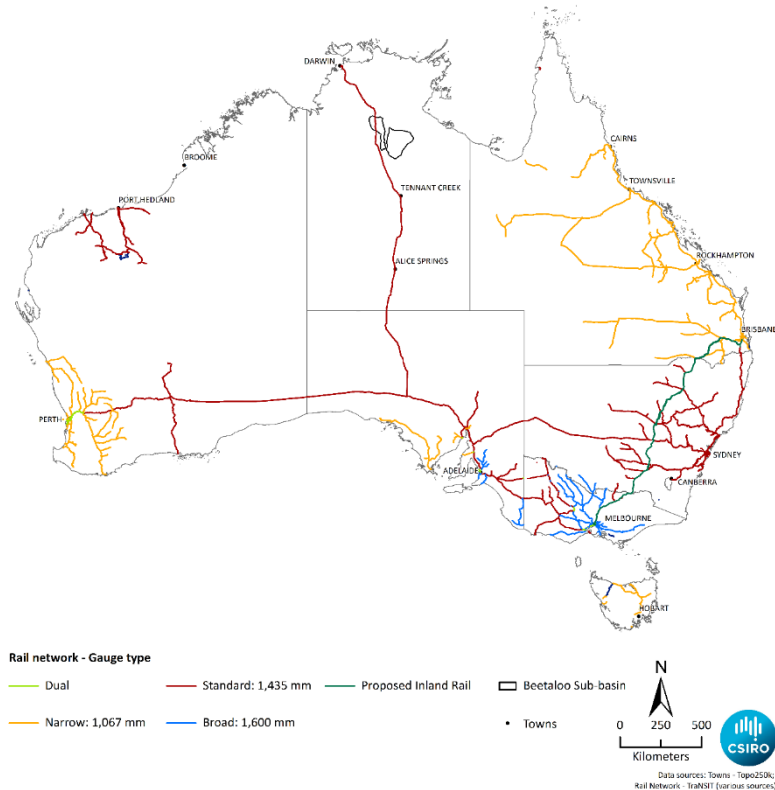 DARWIN
CAIRNS
BROOME
TOWNSVILLE
TENNANT CREEK
PORT HEDLAND
ROCKHAMPTON
ALICE SPRINGS
BRISBANE
PERTH
SYDNEY
ADELAIDE
CANBERRA
MELBOURNE
HOBART
Rail network - Gauge type
Dual
Standard: 1,435 mm
Proposed Inland Rail
Beetaloo Sub-basin
Narrow: 1,067 mm
Broad: 1,600 mm
Towns
N
0 250 500
Kilometers
CSIRO
Data sources: Towns - Topo250k;
Rail Network - TraNSIT (various sources)